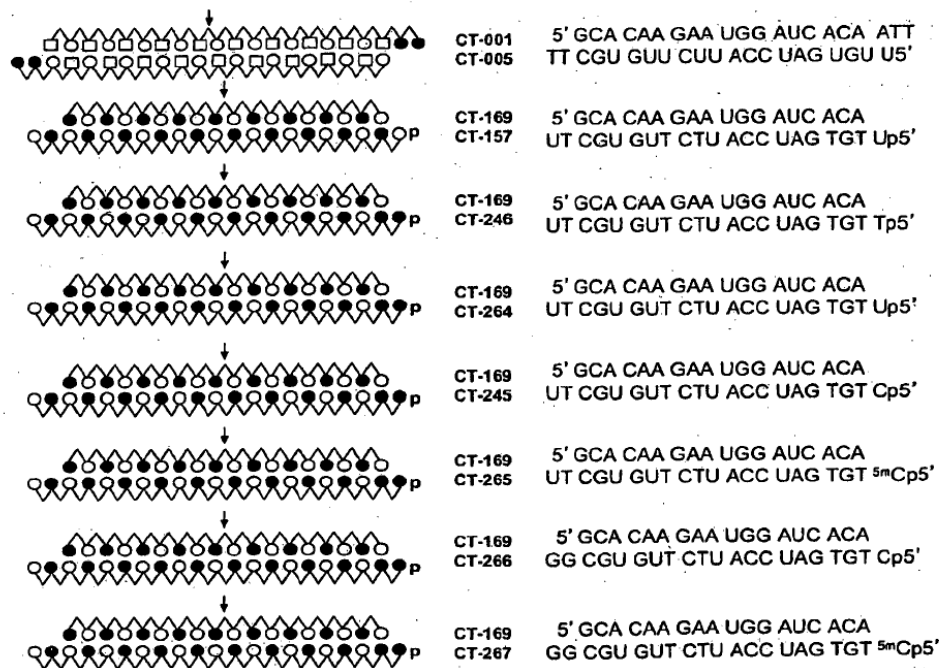 CT-001 5' GCA CAA GAA UGG AUC ACA ATT
CT-005 TT CGU GUU CUU ACC UAG UGU U5'
CT-169 5' GCA CAA GAA UGG AUC ACA
p CT-157 UT CGU GUT CTU ACC UAG TGT Up5'
CT-169 5' GCA CAA GAA UGG AUC ACA
p CT-246 UT CGU GUT CTU ACC UAG TGT Tp5'
CT-169 5' GCA CAA GAA UGG AUC ACA
p CT-264 UT CGU GUT CTU ACC UAG TGT Up5'
CT-169 5' GCA CAA GAA UGG AUC ACA
p CT-245 UT CGU GUT CTU ACC UAG TGT Cp5'
CT-169 5' GCA CAA GAA UGG AUC ACA
p CT-265 UT CGU GUT CTU ACC UAG TGT 5mCp5'
CT-169 5' GCA CAA GAA UGG AUC ACA
p CT-266 GG CGU GUT CTU ACC UAG TGT Cp5'
CT-169 5' GCA CAA GAA UGG AUC ACA
p CT-267 GG CGU GUT CTU ACC UAG TGT 5mCp5'